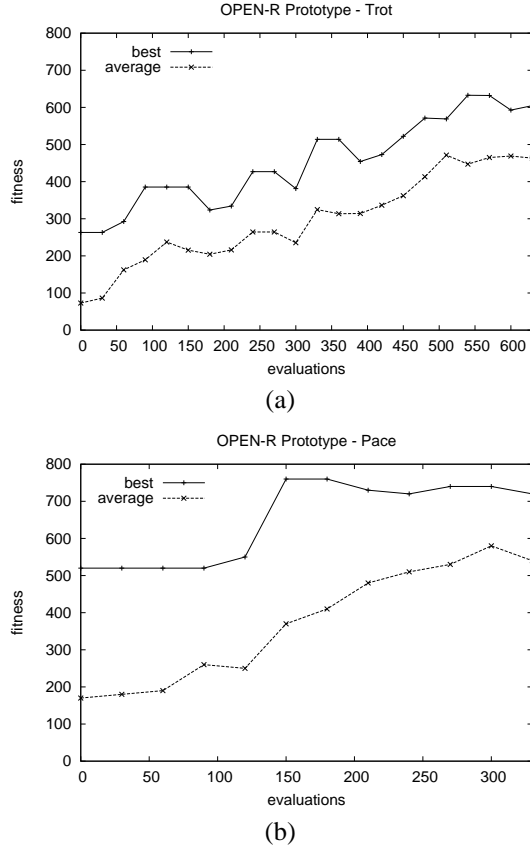 OPEN-R Prototype - Trot
800
700
600
500
400
300
200
100
0
fitness
best
average
0 50 100 150 200 250 300 350 400 450 500 550 600
evaluations
(a)
OPEN-R Prototype - Pace
800
700
600
500
400
300
200
100
0
fitness
best
average
0 50 100 150 200 250 300
evaluations
(b)